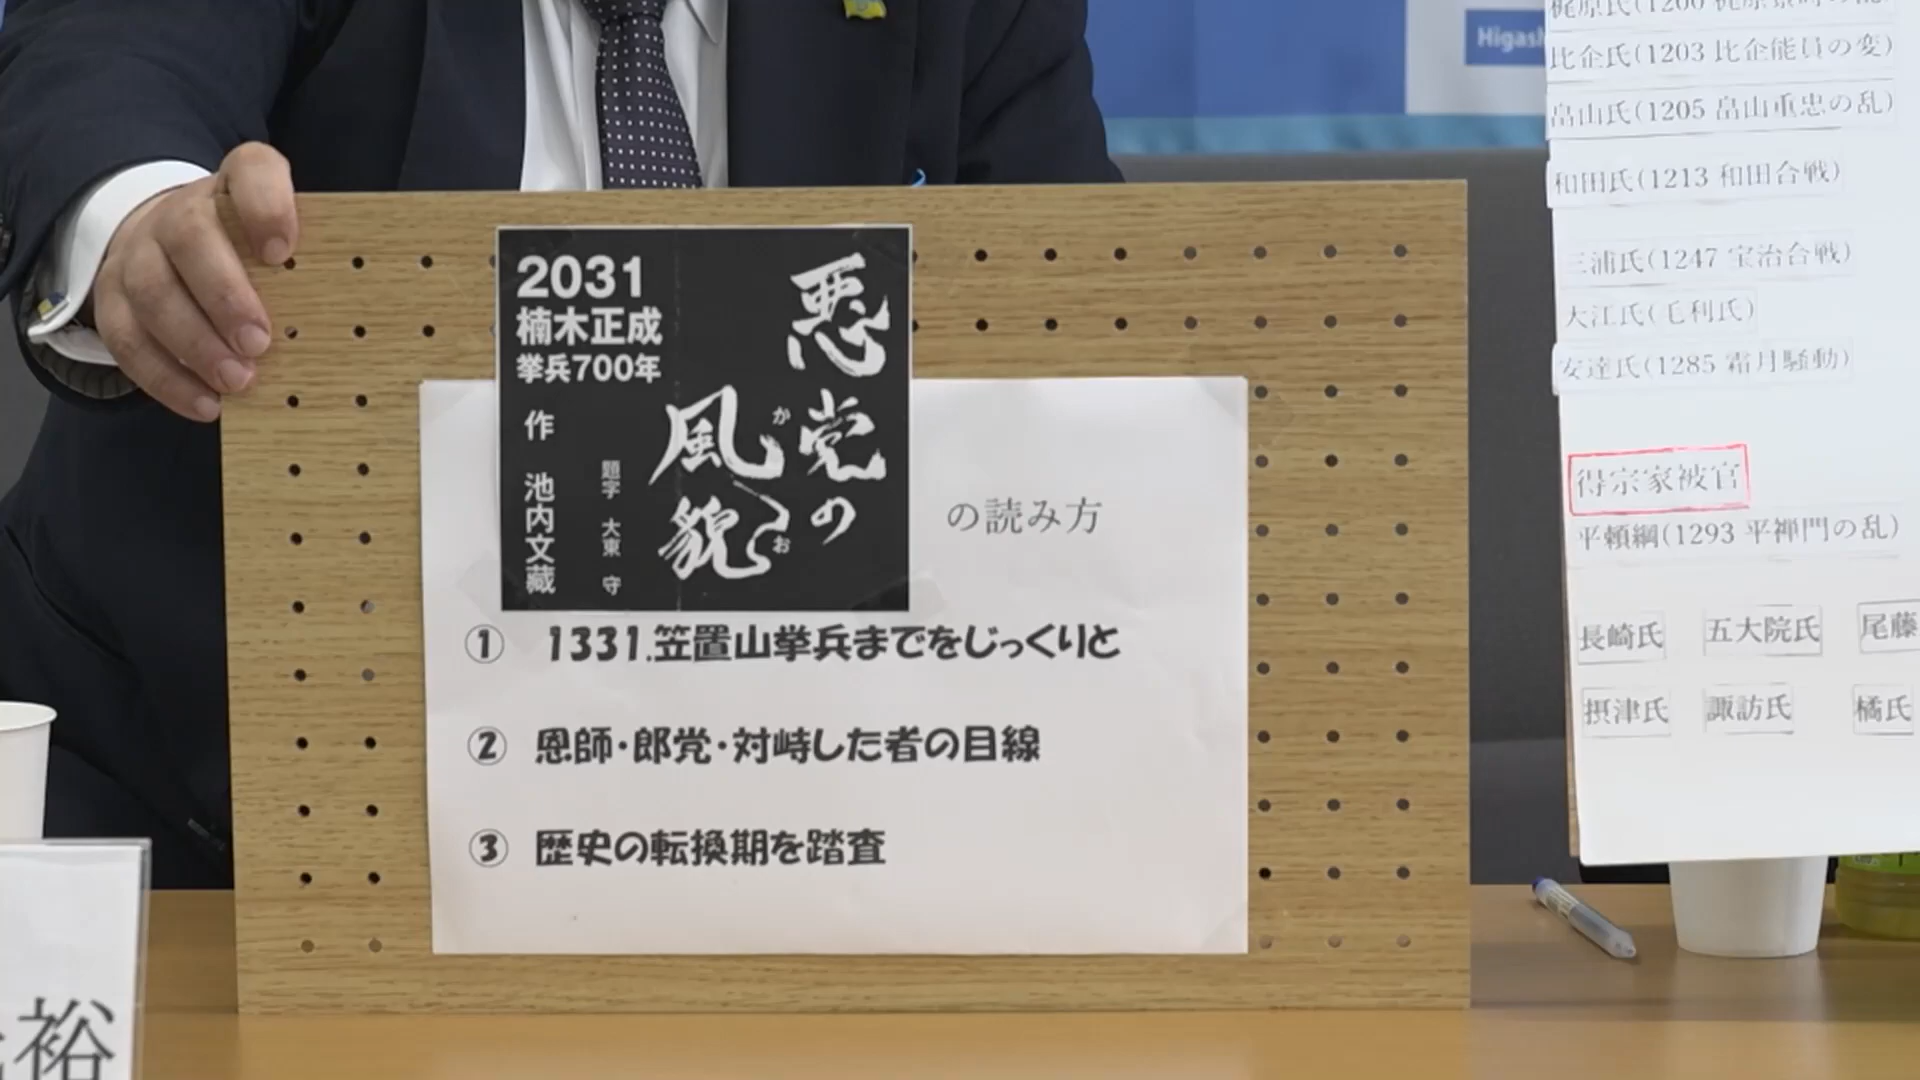 2031
楠木正成
挙兵700年
悪党の
風貌
かお
題字 大東 守
作 池内文藏
の読み方
① 1331.笠置山挙兵までをじっくりと
② 恩師・郎党・対峙した者の目線
③ 歴史の転換期を踏査
比企氏(1203 比企能員の変)
畠山氏(1205 畠山重忠の乱)
和田氏(1213 和田合戦)
三浦氏(1247 宝治合戦)
大江氏(毛利氏)
安達氏(1285 霜月騒動)
得宗家被官
平頼綱(1293 平禅門の乱)
長崎氏 五大院氏 尾藤
摂津氏 諏訪氏 橘氏
裕